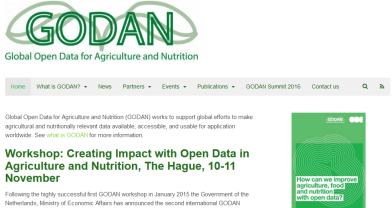 GODAN
Global Open Data for Agriculture and Nutrition
Home What is GODAN? News Partners Events Publications GODAN Summit 2016 Contact us
Global Open Data for Agriculture and Nutrition (GODAN) works to support global efforts to make
agricultural and nutritionally relevant data available, accessible, and usable for application
worldwide. See what is GODAN for more information.
Workshop: Creating Impact with Open Data in
Agriculture and Nutrition, The Hague, 10-11
November
Following the highly successful first GODAN workshop in January 2015 the Government of the
Netherlands, Ministry of Economic Affairs has announced the second international GODAN
How can we improve
agriculture, food
and nutrition
with open data?